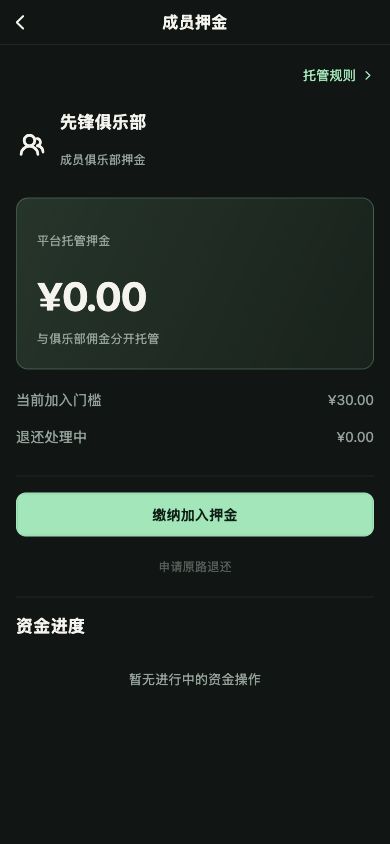 成员押金
托管规则
先锋俱乐部
成员俱乐部押金
平台托管押金
¥0.00
与俱乐部佣金分开托管
当前加入门槛 ¥30.00
退还处理中 ¥0.00
缴纳加入押金
申请原路退还
资金进度
暂无进行中的资金操作